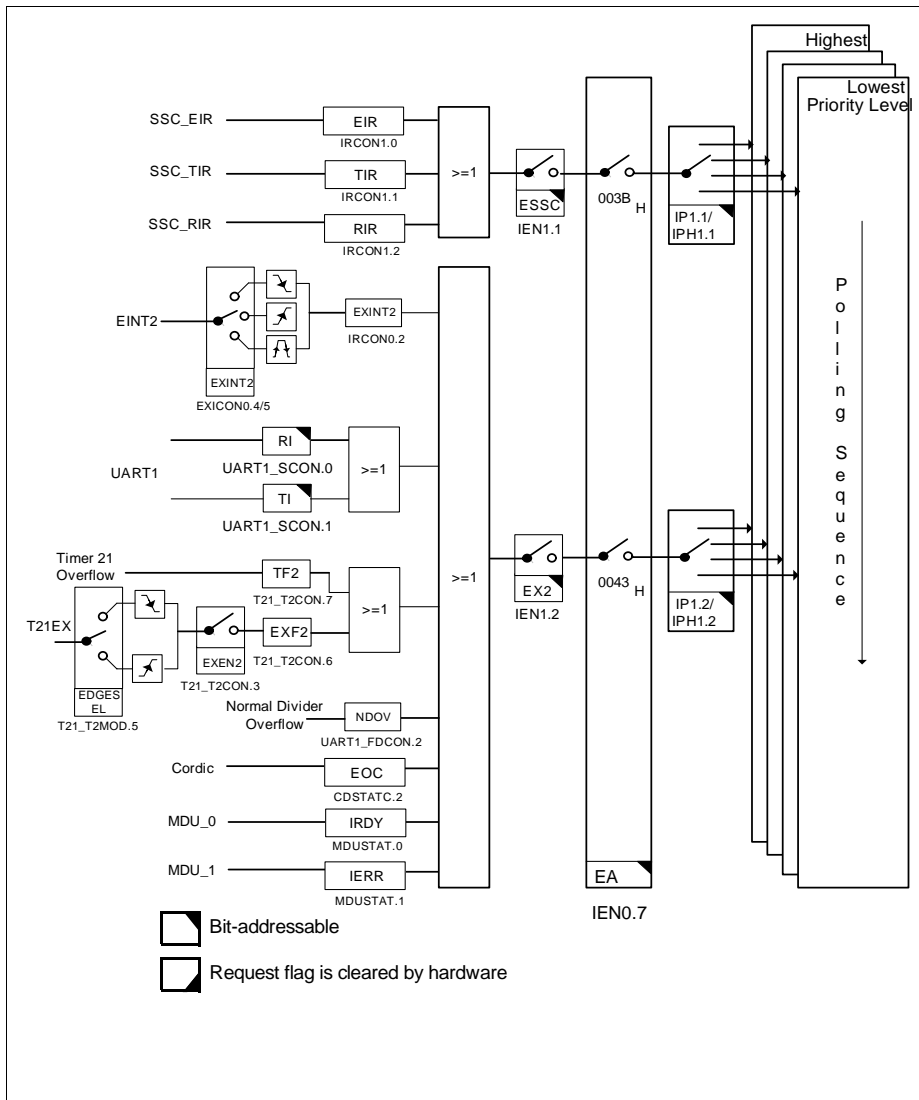 Highest
Lowest
Priority Level
SSC_EIR
EIR
IRCON1.0
SSC_TIR
TIR
IRCON1.1
SSC_RIR
RIR
IRCON1.2
>=1
ESSC
IEN1.1
003B H
IP1.1/
IPH1.1
EINT2
EXINT2
EXICON0.4/5
EXINT2
IRCON0.2
UART1
RI
UART1_SCON.0
TI
UART1_SCON.1
>=1
Timer 21
Overflow
TF2
T21_T2CON.7
T21EX
EDGES
EL
T21_T2MOD.5
EXEN2
T21_T2CON.3
EXF2
T21_T2CON.6
>=1
Normal Divider
Overflow
NDOV
UART1_FDCON.2
Cordic
EOC
CDSTATC.2
MDU_0
IRDY
MDUSTAT.0
MDU_1
IERR
MDUSTAT.1
>=1
EX2
IEN1.2
0043 H
IP1.2/
IPH1.2
EA
IEN0.7
Polling Sequence
Bit-addressable
Request flag is cleared by hardware